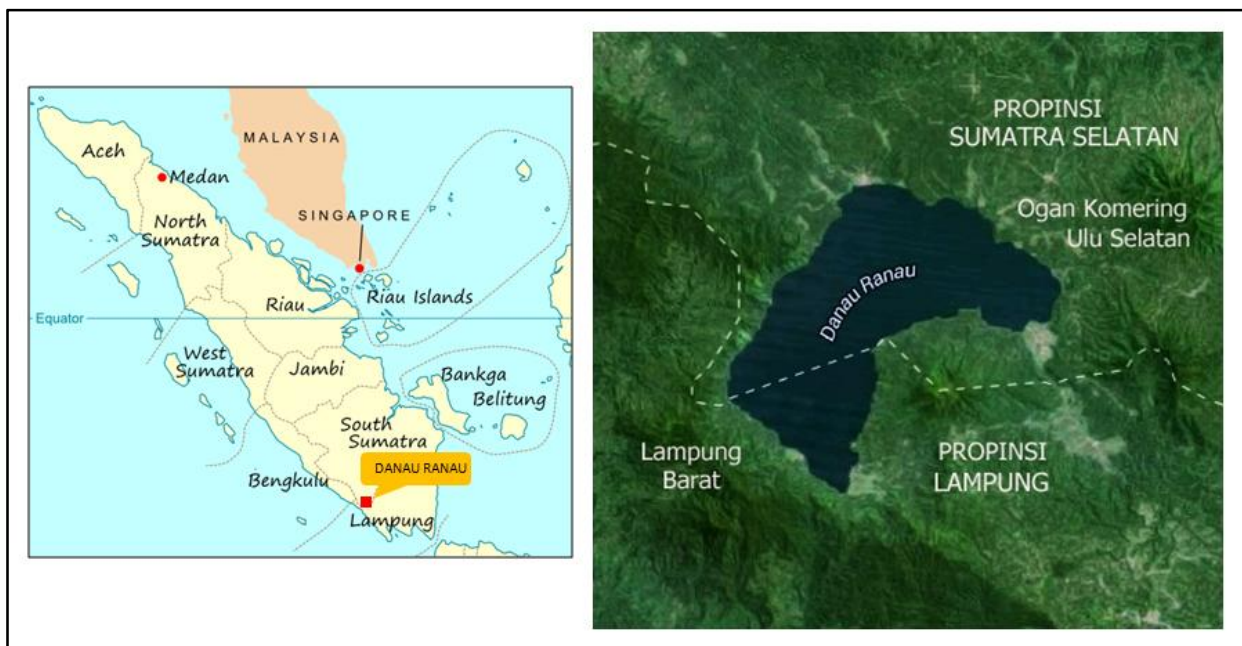 MALAYSIA
Aceh
Medan
SINGAPORE
North
Sumatra
Riau
Riau Islands
Equator
West
Sumatra
Jambi
Bankga
Belitung
South
Sumatra
DANAU RANAU
Bengkulu
Lampung
PROPINSI
SUMATRA SELATAN
Ogan Komering
Ulu Selatan
Danau Ranau
Lampung
Barat
PROPINSI
LAMPUNG